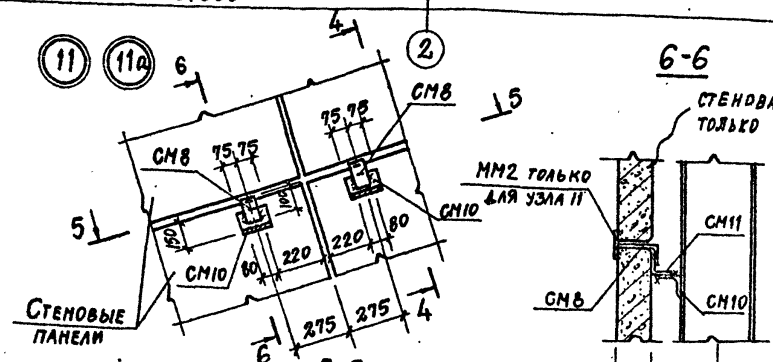 11
11а
6
4
2
6-6
5
СМ8
75 75
СТЕНОВА
ТОЛЬКО
75 75
СМ8
ММ2 ТОЛЬКО
ДЛЯ УЗЛА 11
100
СМ10
СМ11
150
5
СМ10
80
220
220
80
СМ8
СМ10
СТЕНОВЫЕ
ПАНЕЛИ
275
275
4
6